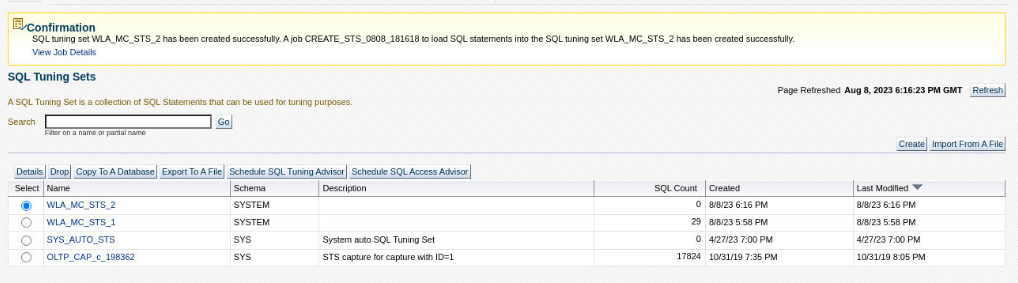 Confirmation
SQL tuning set WLA_MC_STS_2 has been created successfully. A job CREATE_STS_0808_181618 to load SQL statements into the SQL tuning set WLA_MC_STS_2 has been created successfully.
View Job Details
SQL Tuning Sets
Page Refreshed Aug 8, 2023 6:16:23 PM GMT Refresh
A SQL Tuning Set is a collection of SQL Statements that can be used for tuning purposes.
Search Go
Filter on a name or partial name
Create Import From A File
Details Drop Copy To A Database Export To A File Schedule SQL Tuning Advisor Schedule SQL Access Advisor
Select Name Schema Description SQL Count Created Last Modified
WLA_MC_STS_2 SYSTEM 0 8/8/23 6:16 PM 8/8/23 6:16 PM
WLA_MC_STS_1 SYSTEM 29 8/8/23 5:58 PM 8/8/23 5:58 PM
SYS_AUTO_STS SYS System auto SQL Tuning Set 0 4/27/23 7:00 PM 4/27/23 7:00 PM
OLTP_CAP_c_198362 SYS STS capture for capture with ID=1 17824 10/31/19 7:35 PM 10/31/19 8:05 PM